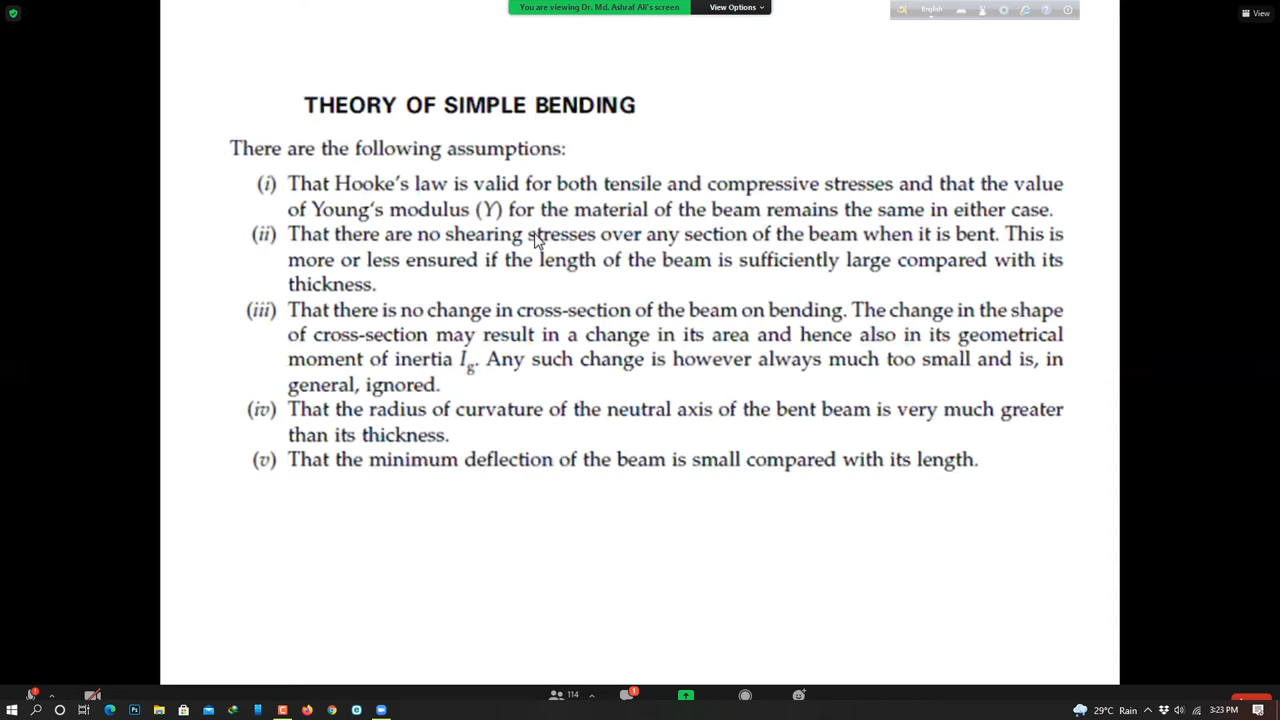 You are viewing Dr. Md. Ashraf Ali's screen
View Options
English
View
THEORY OF SIMPLE BENDING
There are the following assumptions:
(i) That Hooke's law is valid for both tensile and compressive stresses and that the value
of Young's modulus (Y) for the material of the beam remains the same in either case.
(ii) That there are no shearing stresses over any section of the beam when it is bent. This is
more or less ensured if the length of the beam is sufficiently large compared with its
thickness.
(iii) That there is no change in cross-section of the beam on bending. The change in the shape
of cross-section may result in a change in its area and hence also in its geometrical
moment of inertia Ig. Any such change is however always much too small and is, in
general, ignored.
(iv) That the radius of curvature of the neutral axis of the bent beam is very much greater
than its thickness.
(v) That the minimum deflection of the beam is small compared with its length.
114
1
29°C Rain
3:23 PM